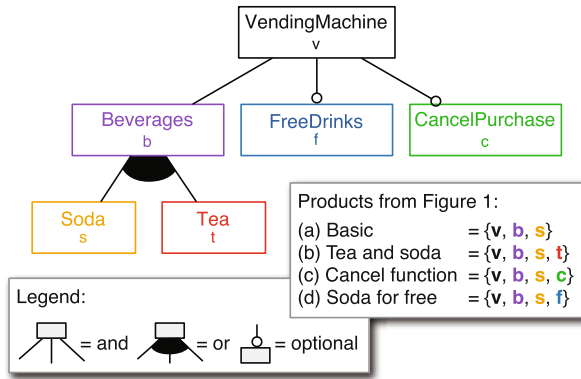 VendingMachine
v
Beverages
b
FreeDrinks
f
CancelPurchase
c
Soda
s
Tea
t
Products from Figure 1:
(a) Basic = {v, b, s}
(b) Tea and soda = {v, b, s, t}
(c) Cancel function = {v, b, s, c}
(d) Soda for free = {v, b, s, f}
Legend:
= and = or = optional